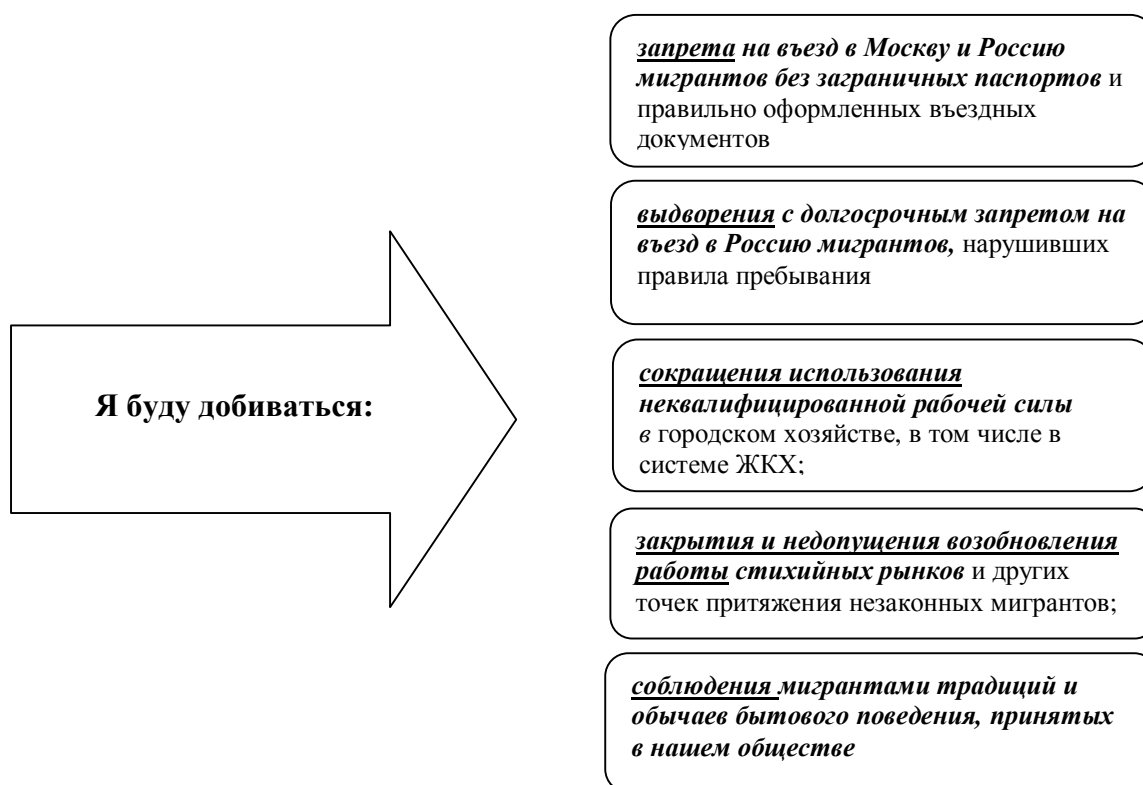 Я буду добиваться:
запрета на въезд в Москву и Россию
мигрантов без заграничных паспортов и
правильно оформленных въездных
документов
выдворения с долгосрочным запретом на
въезд в Россию мигрантов, нарушивших
правила пребывания
сокращения использования
неквалифицированной рабочей силы
в городском хозяйстве, в том числе в
системе ЖКХ;
закрытия и недопущения возобновления
работы стихийных рынков и других
точек притяжения незаконных мигрантов;
соблюдения мигрантами традиций и
обычаев бытового поведения, принятых
в нашем обществе